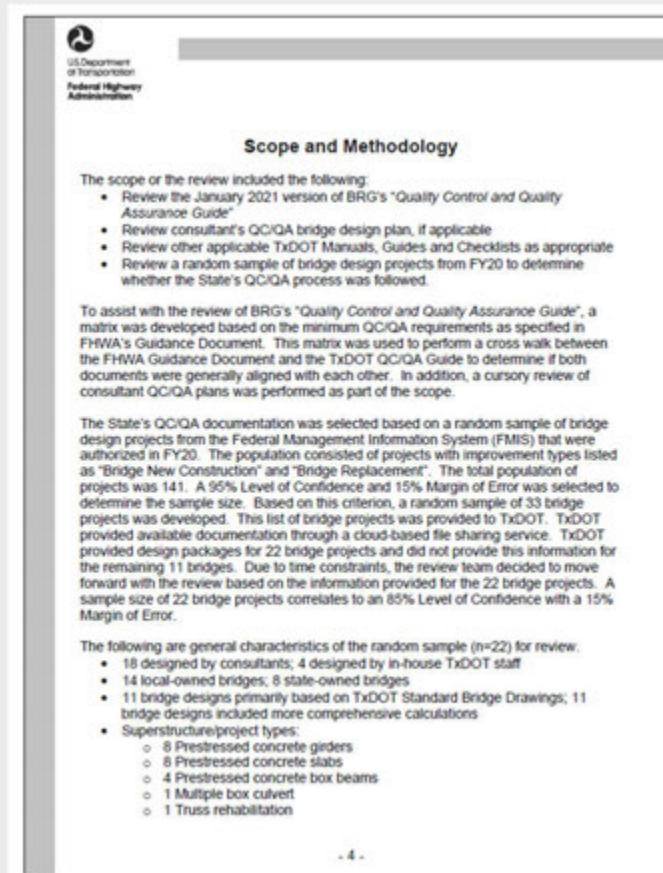 U.S. Department
of Transportation
Federal Highway
Administration
Scope and Methodology
The scope or the review included the following:
• Review the January 2021 version of BRG's "Quality Control and Quality
Assurance Guide"
• Review consultant's QC/QA bridge design plan, if applicable
• Review other applicable TxDOT Manuals, Guides and Checklists as appropriate
• Review a random sample of bridge design projects from FY20 to determine
whether the State's QC/QA process was followed.
To assist with the review of BRG's "Quality Control and Quality Assurance Guide", a
matrix was developed based on the minimum QC/QA requirements as specified in
FHWA's Guidance Document. This matrix was used to perform a cross walk between
the FHWA Guidance Document and the TxDOT QC/QA Guide to determine if both
documents were generally aligned with each other. In addition, a cursory review of
consultant QC/QA plans was performed as part of the scope.
The State's QC/QA documentation was selected based on a random sample of bridge
design projects from the Federal Management Information System (FMIS) that were
authorized in FY20. The population consisted of projects with improvement types listed
as "Bridge New Construction" and "Bridge Replacement". The total population of
projects was 141. A 95% Level of Confidence and 15% Margin of Error was selected to
determine the sample size. Based on this criterion, a random sample of 33 bridge
projects was developed. This list of bridge projects was provided to TxDOT. TxDOT
provided available documentation through a cloud-based file sharing service. TxDOT
provided design packages for 22 bridge projects and did not provide this information for
the remaining 11 bridges. Due to time constraints, the review team decided to move
forward with the review based on the information provided for the 22 bridge projects. A
sample size of 22 bridge projects correlates to an 85% Level of Confidence with a 15%
Margin of Error.
The following are general characteristics of the random sample (n=22) for review.
• 18 designed by consultants; 4 designed by in-house TxDOT staff
• 14 local-owned bridges; 8 state-owned bridges
• 11 bridge designs primarily based on TxDOT Standard Bridge Drawings; 11
bridge designs included more comprehensive calculations
• Superstructure/project types:
o 8 Prestressed concrete girders
o 8 Prestressed concrete slabs
o 4 Prestressed concrete box beams
o 1 Multiple box culvert
o 1 Truss rehabilitation
- 4 -